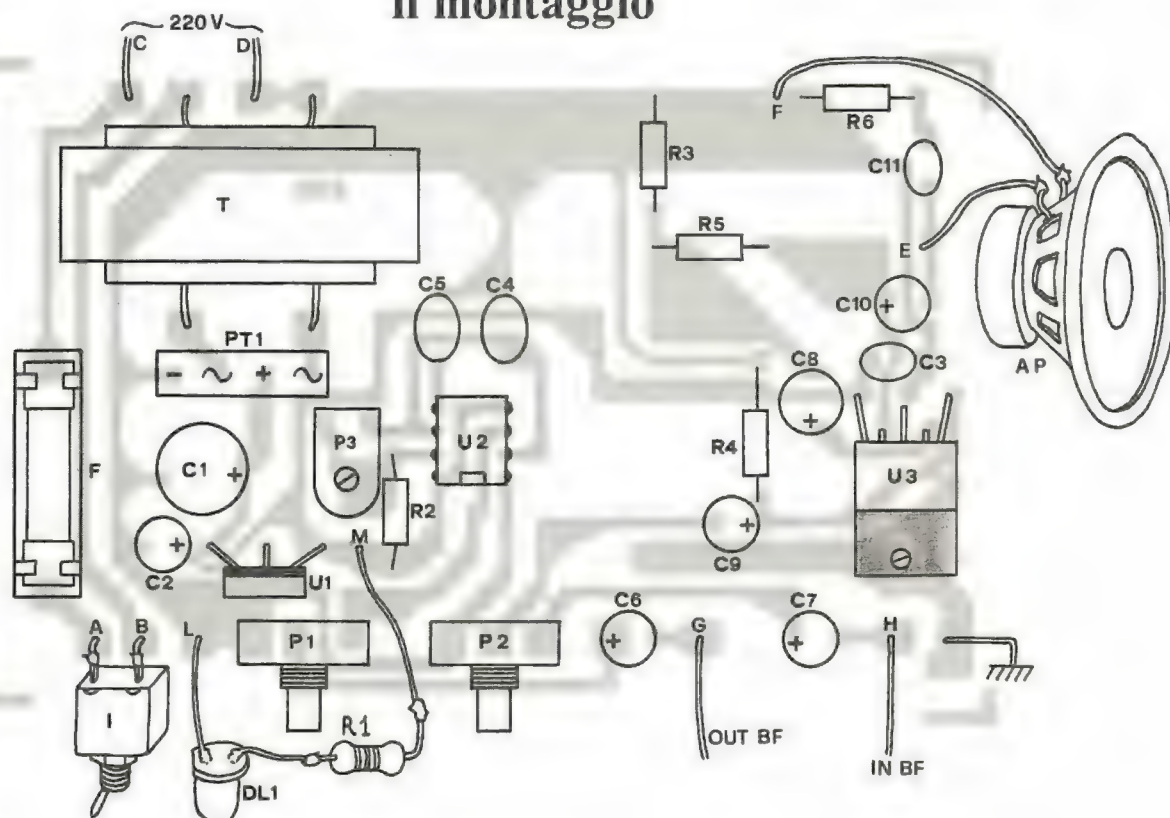 il montaggio
220 V
C D
F R6
R3
C11
T
R5
E
C5 C4
C10
PT1
- ~ + ~
C8 C3
AP
P3 U2
R4 U3
F C1 +
R2
M
C2 U1
C9
C6 C7
A B L G H
P1 P2
I
R1
OUT BF
IN BF
DL1